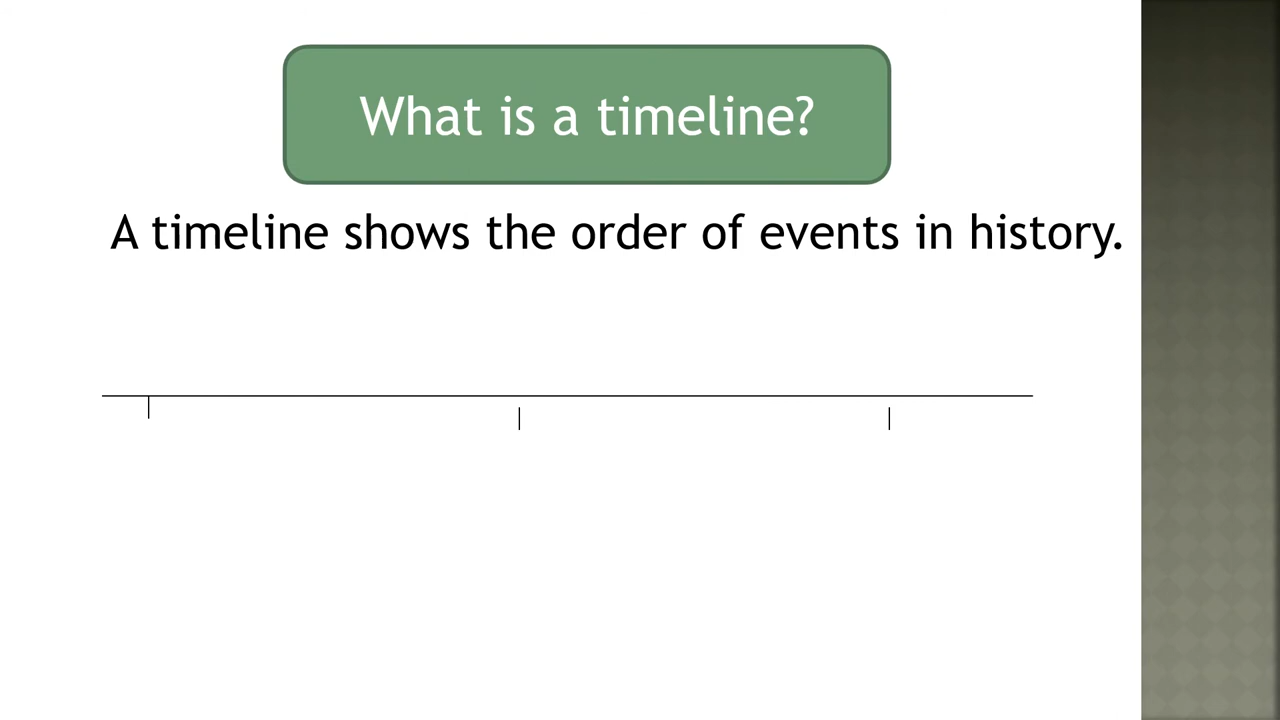 What is a timeline?
A timeline shows the order of events in history.